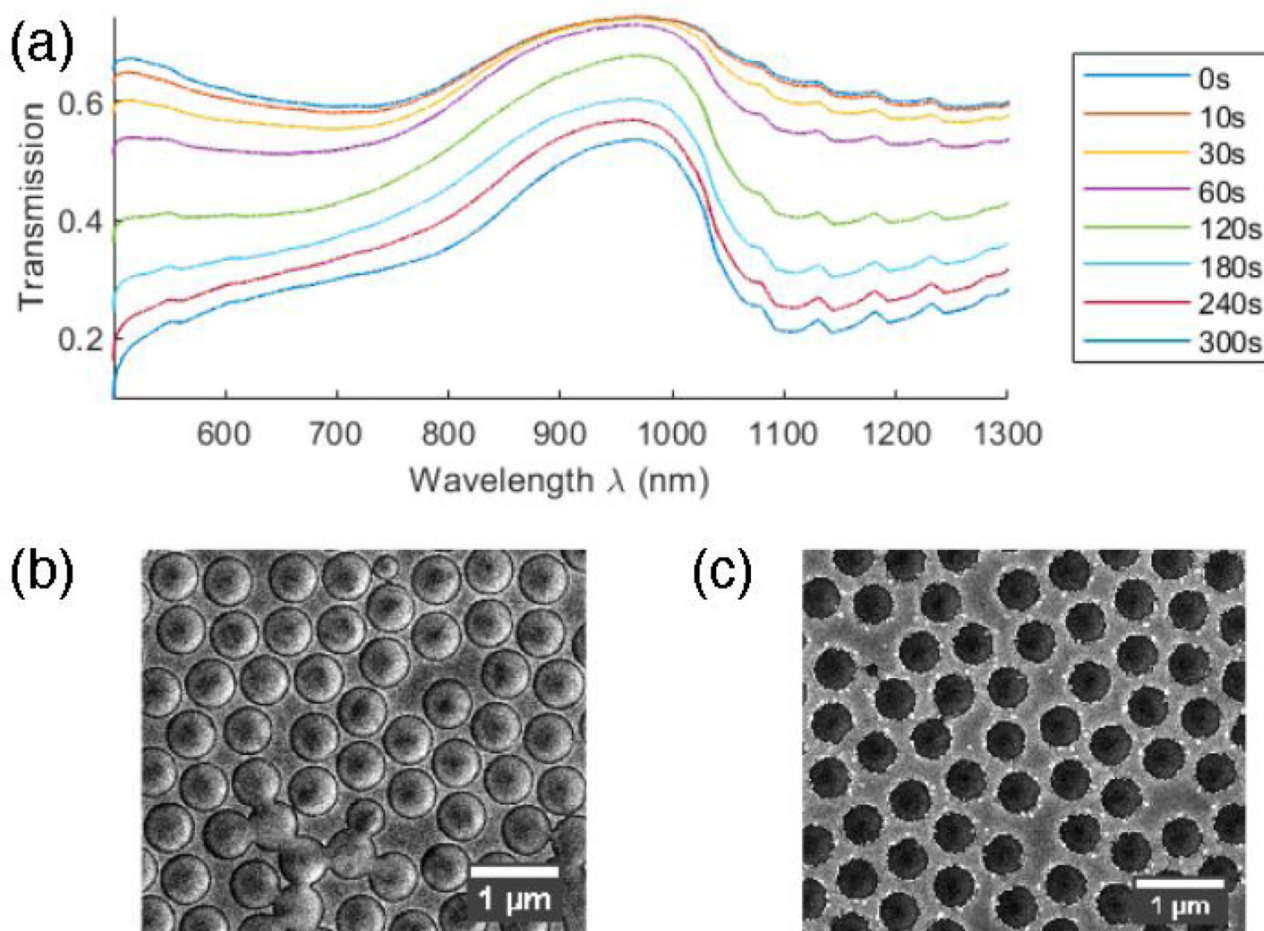 (a)
Transmission
0.6
0.4
0.2
600 700 800 900 1000 1100 1200 1300
Wavelength λ (nm)
0s
10s
30s
60s
120s
180s
240s
300s
(b)
1 µm
(c)
1 µm